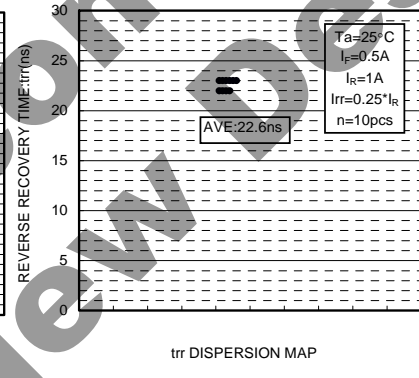 30
25
20
15
10
5
0
REVERSE RECOVERY TIME:trr(ns)
Ta=25°C
IF=0.5A
IR=1A
Irr=0.25*IR
n=10pcs
AVE:22.6ns
trr DISPERSION MAP